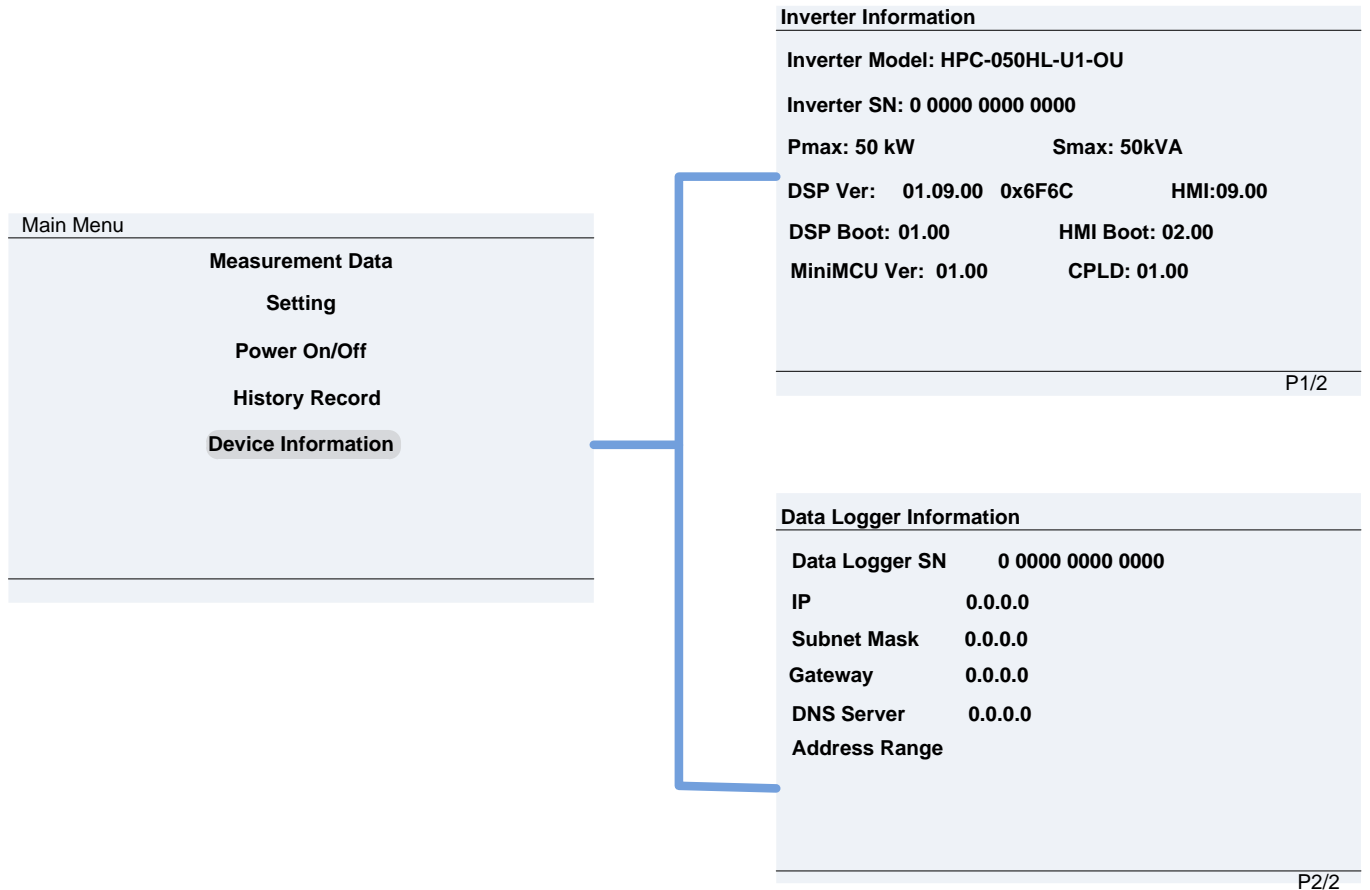 Main Menu
Measurement Data
Setting
Power On/Off
History Record
Device Information
Inverter Information
Inverter Model: HPC-050HL-U1-OU
Inverter SN: 0 0000 0000 0000
Pmax: 50 kW Smax: 50kVA
DSP Ver: 01.09.00 0x6F6C HMI:09.00
DSP Boot: 01.00 HMI Boot: 02.00
MiniMCU Ver: 01.00 CPLD: 01.00
P1/2
Data Logger Information
Data Logger SN 0 0000 0000 0000
IP 0.0.0.0
Subnet Mask 0.0.0.0
Gateway 0.0.0.0
DNS Server 0.0.0.0
Address Range
P2/2